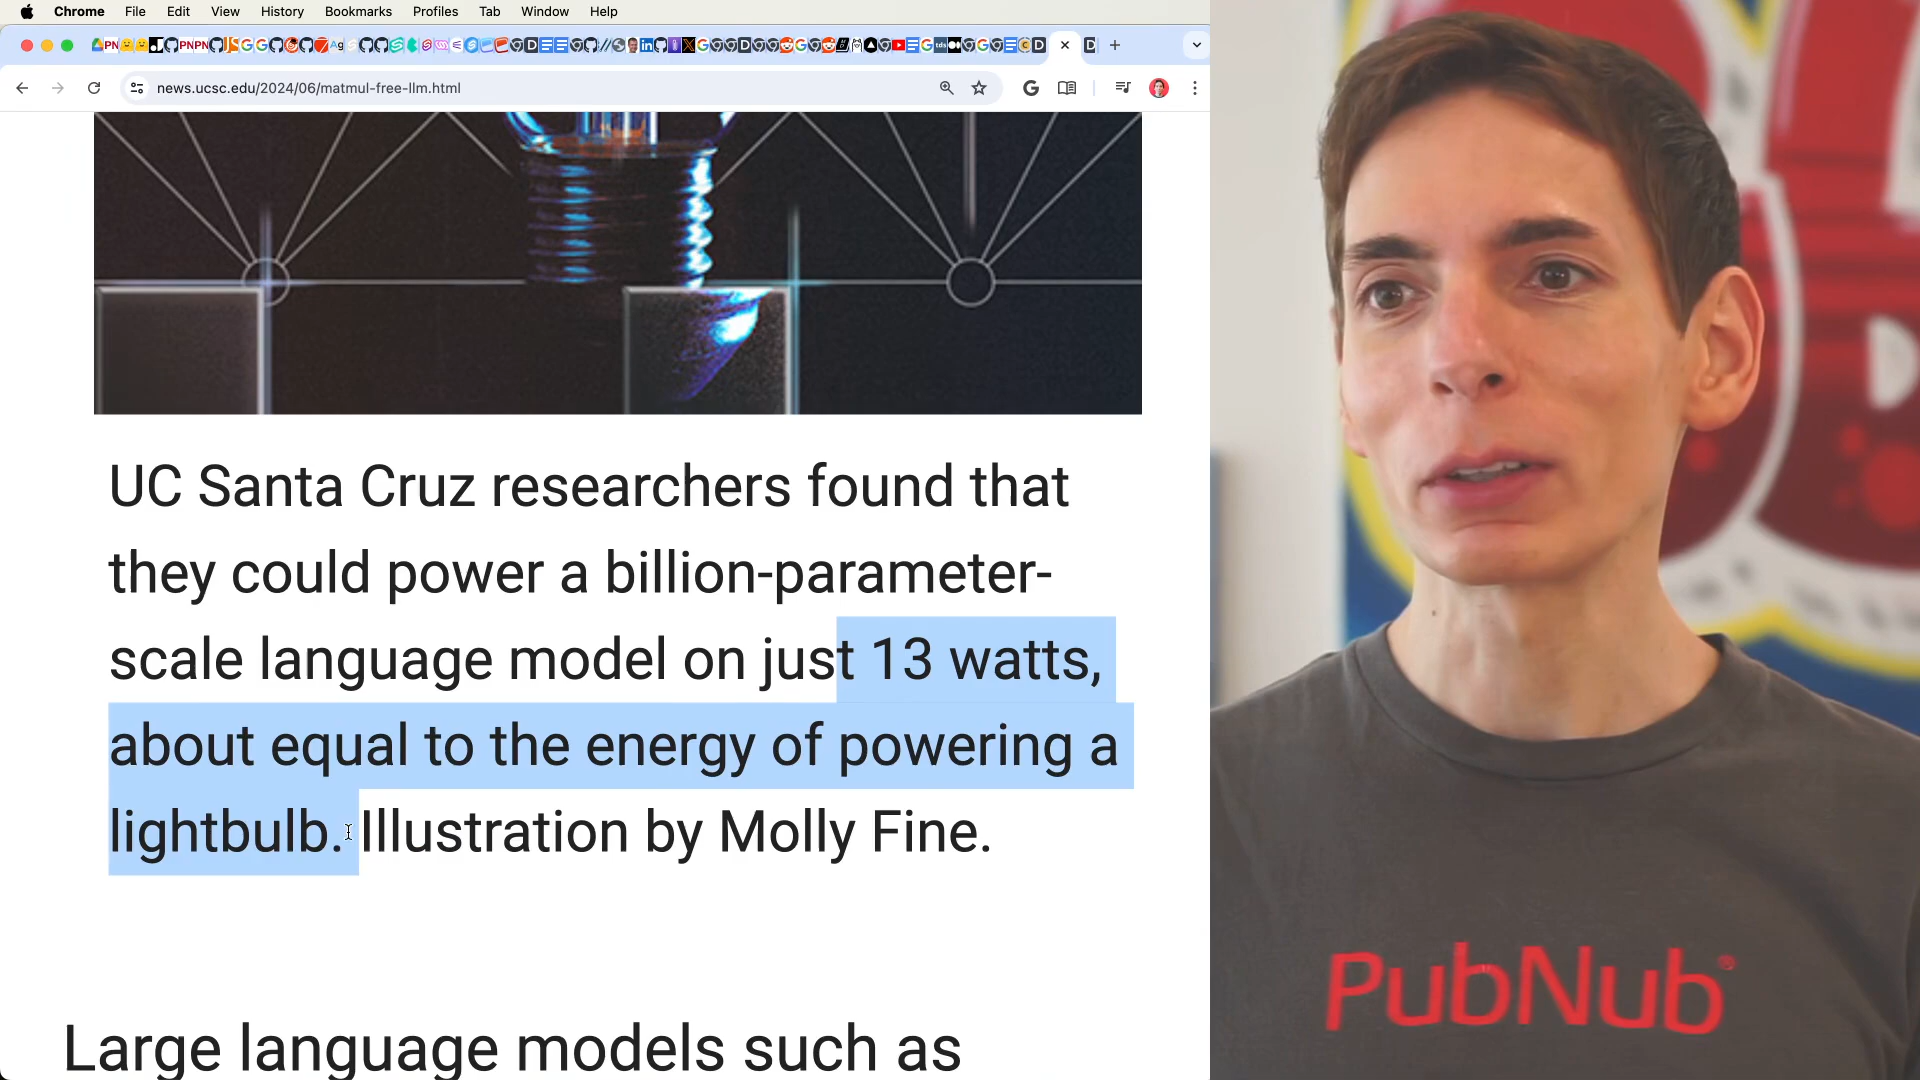 Chrome File Edit View History Bookmarks Profiles Tab Window Help
news.ucsc.edu/2024/06/matmul-free-llm.html
UC Santa Cruz researchers found that
they could power a billion-parameter-
scale language model on just 13 watts,
about equal to the energy of powering a
lightbulb. Illustration by Molly Fine.
Large language models such as
PubNub